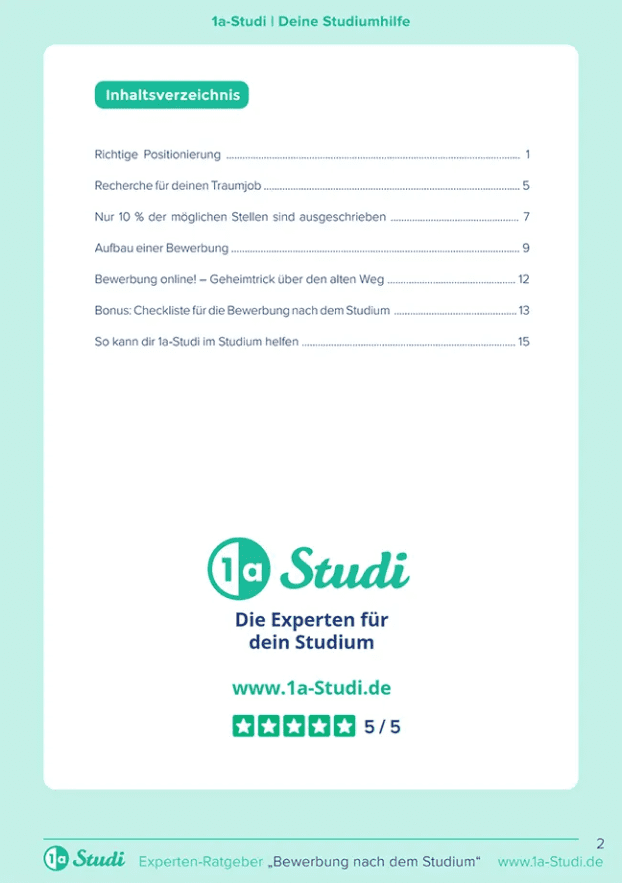 1a-Studi | Deine Studiumhilfe
Inhaltsverzeichnis
Richtige Positionierung ........................................ 1
Recherche für deinen Traumjob ........................................ 5
Nur 10 % der möglichen Stellen sind ausgeschrieben ........................................ 7
Aufbau einer Bewerbung ........................................ 9
Bewerbung online! – Geheimtrick über den alten Weg ........................................ 12
Bonus: Checkliste für die Bewerbung nach dem Studium ........................................ 13
So kann dir 1a-Studi im Studium helfen ........................................ 15
1a Studi
Die Experten für
dein Studium
www.1a-Studi.de
5 / 5
2
1a Studi Experten-Ratgeber „Bewerbung nach dem Studium“ www.1a-Studi.de